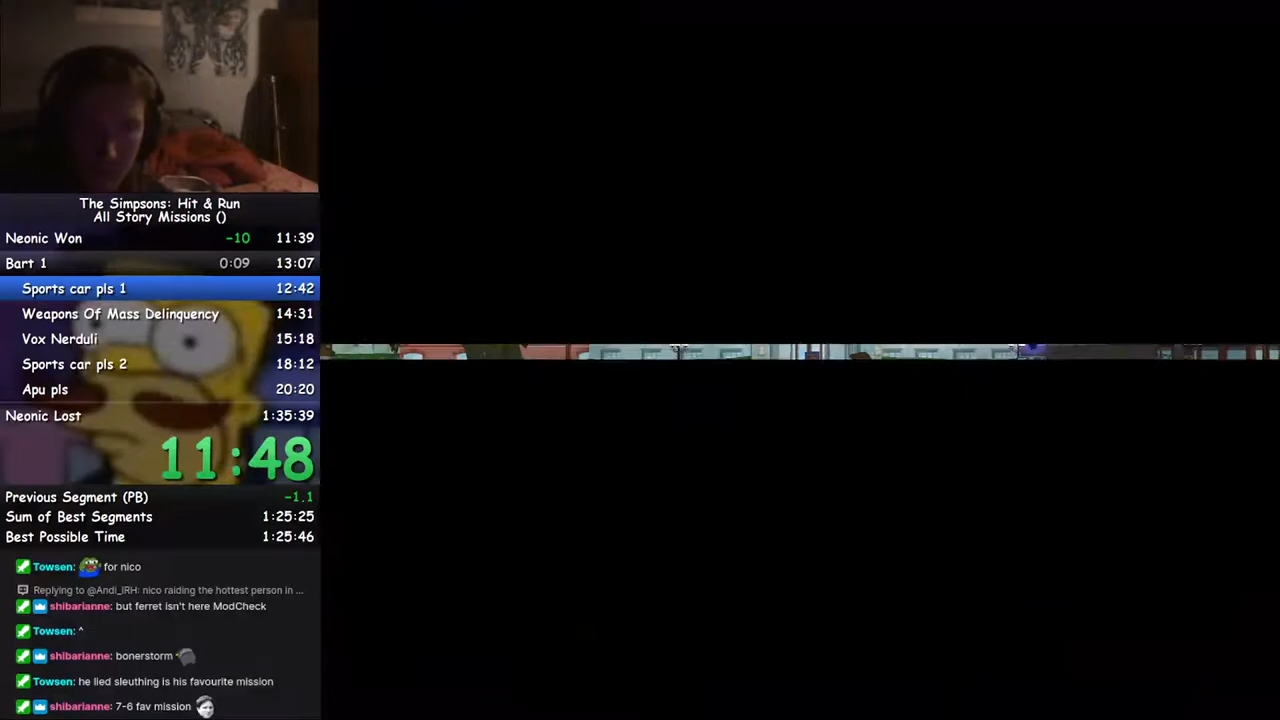 The Simpsons: Hit & Run
All Story Missions ()
Neonic Won -10 11:39
Bart 1 0:09 13:07
Sports car pls 1 12:42
Weapons Of Mass Delinquency 14:31
Vox Nerduli 15:18
Sports car pls 2 18:12
Apu pls 20:20
Neonic Lost 1:35:39
11:48
Previous Segment (PB) -1.1
Sum of Best Segments 1:25:25
Best Possible Time 1:25:46
Towsen: for nico
Replying to @Andi_IRH: nico raiding the hottest person in ...
shibarianne: but ferret isn't here ModCheck
Towsen: ^
shibarianne: bonerstorm
Towsen: he lied sleuthing is his favourite mission
shibarianne: 7-6 fav mission